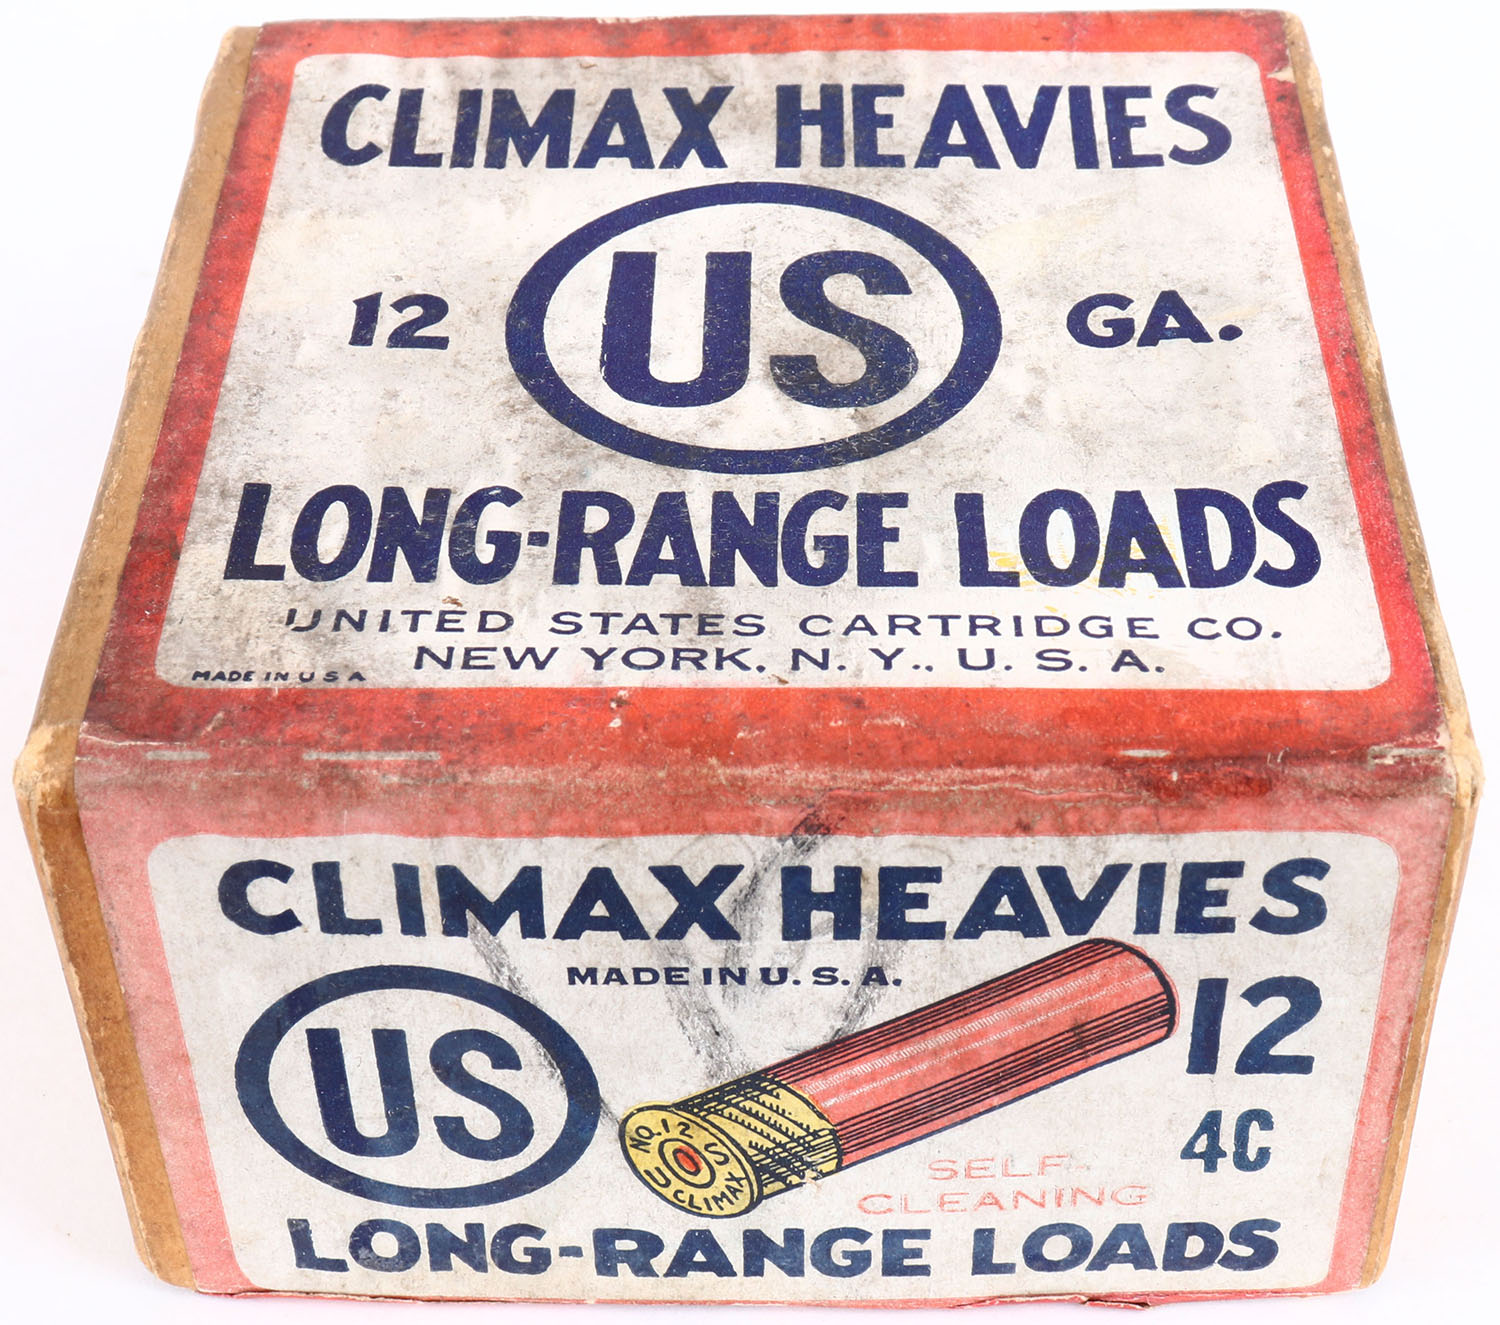 CLIMAX HEAVIES
12 US GA.
LONG-RANGE LOADS
UNITED STATES CARTRIDGE CO.
NEW YORK, N. Y., U. S. A.
MADE IN U S A
CLIMAX HEAVIES
MADE IN U. S. A.
US
12
4C
NO. 12
U S
CLIMAX
SELF-
CLEANING
LONG-RANGE LOADS